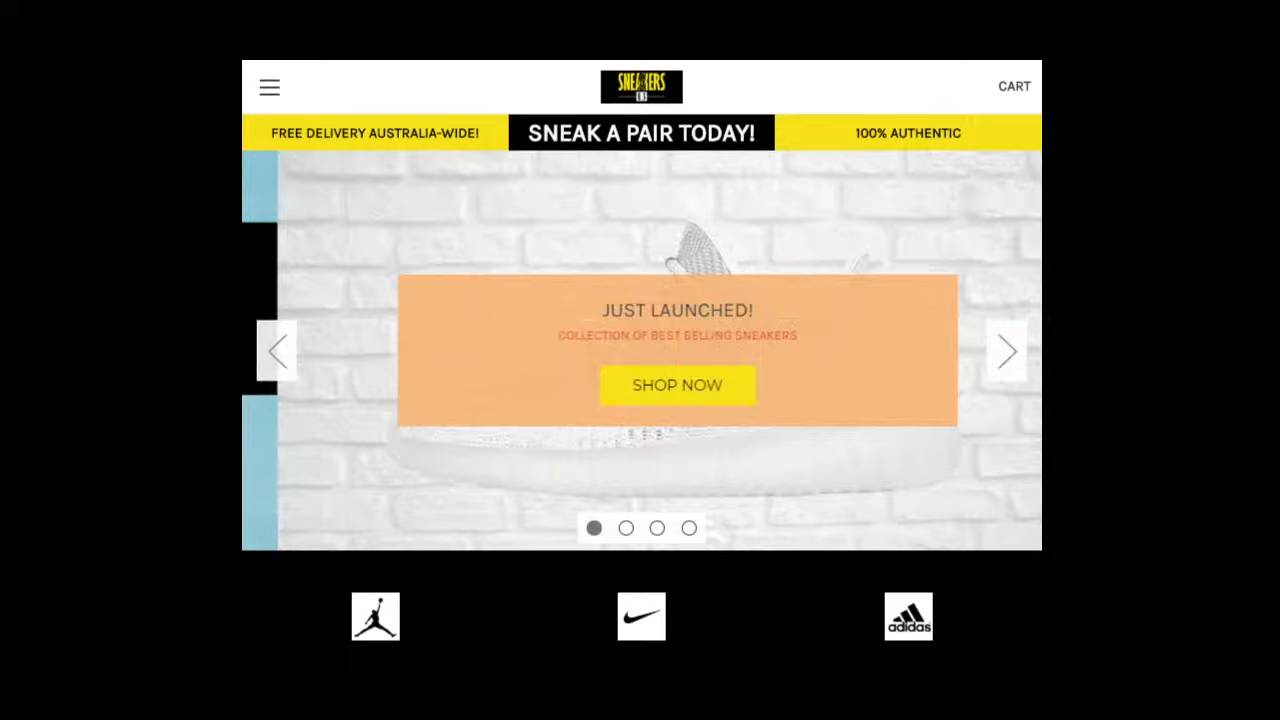 SNEAKERS
CART
FREE DELIVERY AUSTRALIA-WIDE!
SNEAK A PAIR TODAY!
100% AUTHENTIC
JUST LAUNCHED!
COLLECTION OF BEST SELLING SNEAKERS
SHOP NOW
adidas